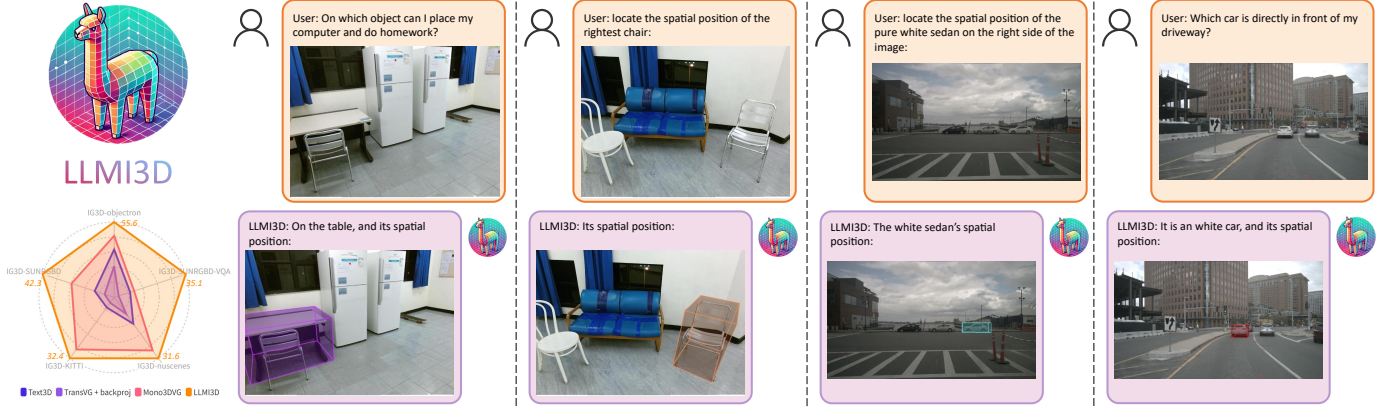 LLMI3D
IG3D-objectron
55.6
IG3D-SUNRGBD
42.3
IG3D-SUNRGBD-VQA
35.1
32.4
IG3D-KITTI
31.6
IG3D-nuscenes
Text3D
TransVG + backproj
Mono3DVG
LLMI3D
User: On which object can I place my
computer and do homework?
LLMI3D: On the table, and its spatial
position:
User: locate the spatial position of the
rightest chair:
LLMI3D: Its spatial position:
User: locate the spatial position of the
pure white sedan on the right side of the
image:
LLMI3D: The white sedan's spatial
position:
User: Which car is directly in front of my
driveway?
LLMI3D: It is an white car, and its spatial
position: